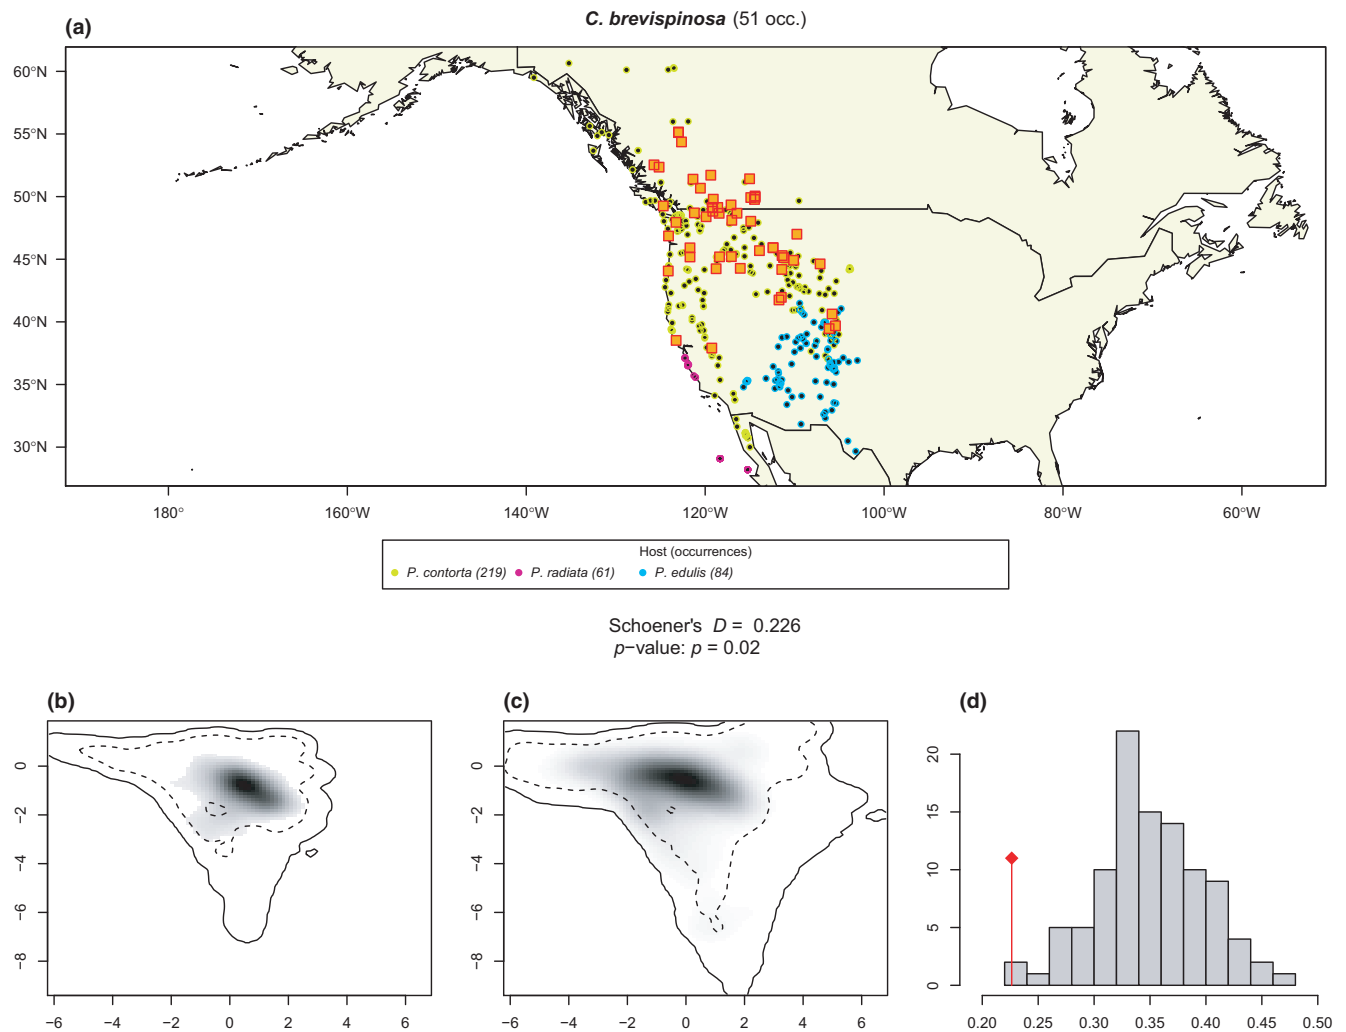 C. brevispinosa (51 occ.)
(a)
60°N
55°N
50°N
45°N
40°N
35°N
30°N
180° 160°W 140°W 120°W 100°W 80°W 60°W
Host (occurrences)
P. contorta (219) P. radiata (61) P. edulis (84)
Schoener's D = 0.226
p−value: p = 0.02
(b) (c) (d)
0
−2
−4
−6
−8
−6 −4 −2 0 2 4 6
0
−2
−4
−6
−8
−6 −4 −2 0 2 4 6
20
15
10
5
0
0.20 0.25 0.30 0.35 0.40 0.45 0.50